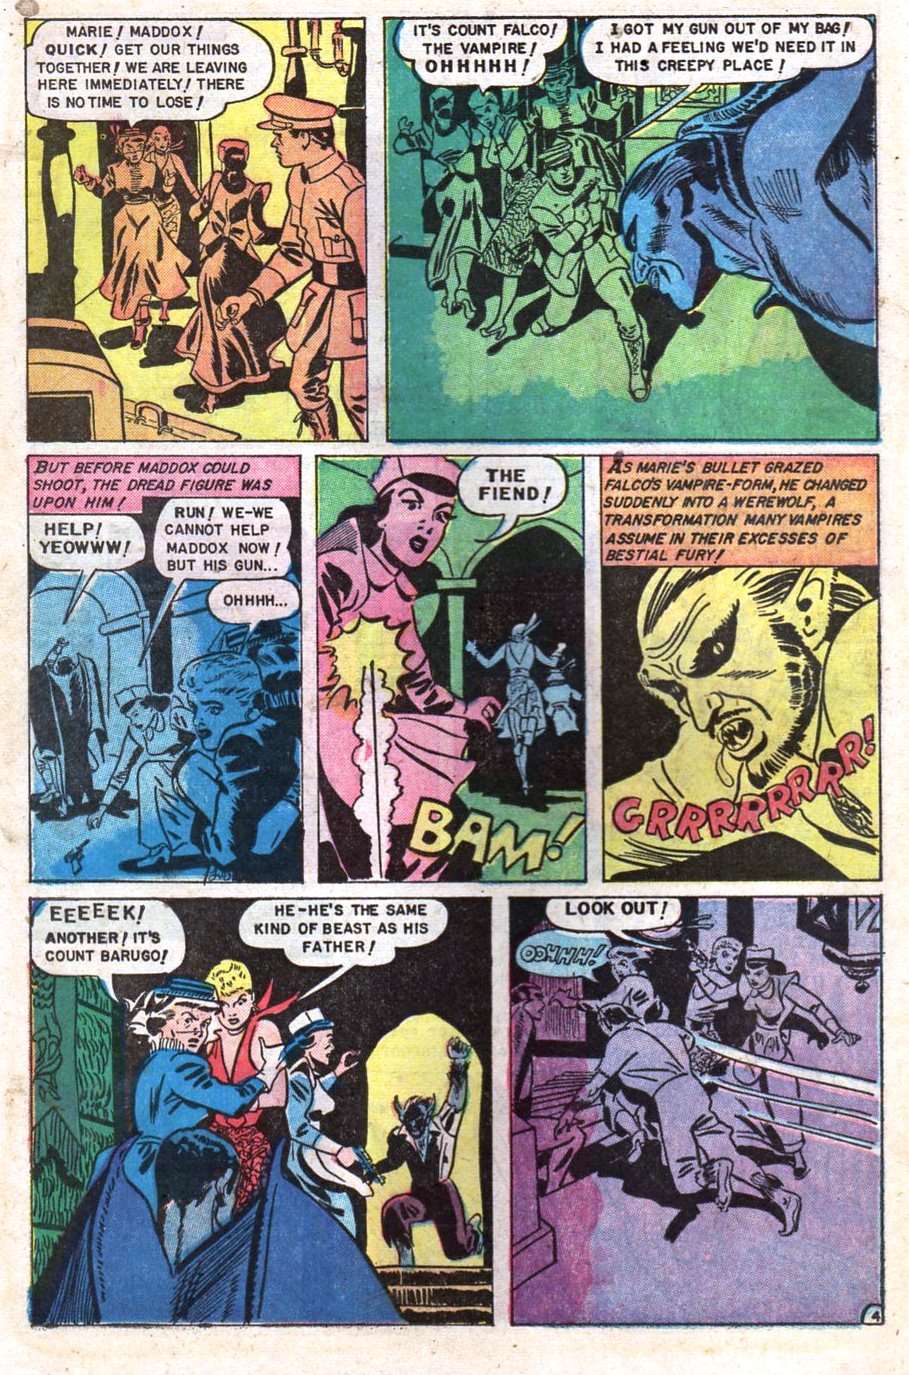 MARIE! MADDOX!
QUICK! GET OUR THINGS
TOGETHER! WE ARE LEAVING
HERE IMMEDIATELY! THERE
IS NO TIME TO LOSE!
IT'S COUNT FALCO!
THE VAMPIRE!
OHHHHH!
I GOT MY GUN OUT OF MY BAG!
I HAD A FEELING WE'D NEED IT IN
THIS CREEPY PLACE!
BUT BEFORE MADDOX COULD
SHOOT, THE DREAD FIGURE WAS
UPON HIM!
HELP!
YEOWWW!
RUN! WE-WE
CANNOT HELP
MADDOX NOW!
BUT HIS GUN...
OHHHH...
THE
FIEND!
BAM!
AS MARIE'S BULLET GRAZED
FALCO'S VAMPIRE-FORM, HE CHANGED
SUDDENLY INTO A WEREWOLF, A
TRANSFORMATION MANY VAMPIRES
ASSUME IN THEIR EXCESSES OF
BESTIAL FURY!
GRRRRRRRR!
EEEEEK!
ANOTHER! IT'S
COUNT BARUGO!
HE-HE'S THE SAME
KIND OF BEAST AS HIS
FATHER!
LOOK OUT!
OOHHH!
4